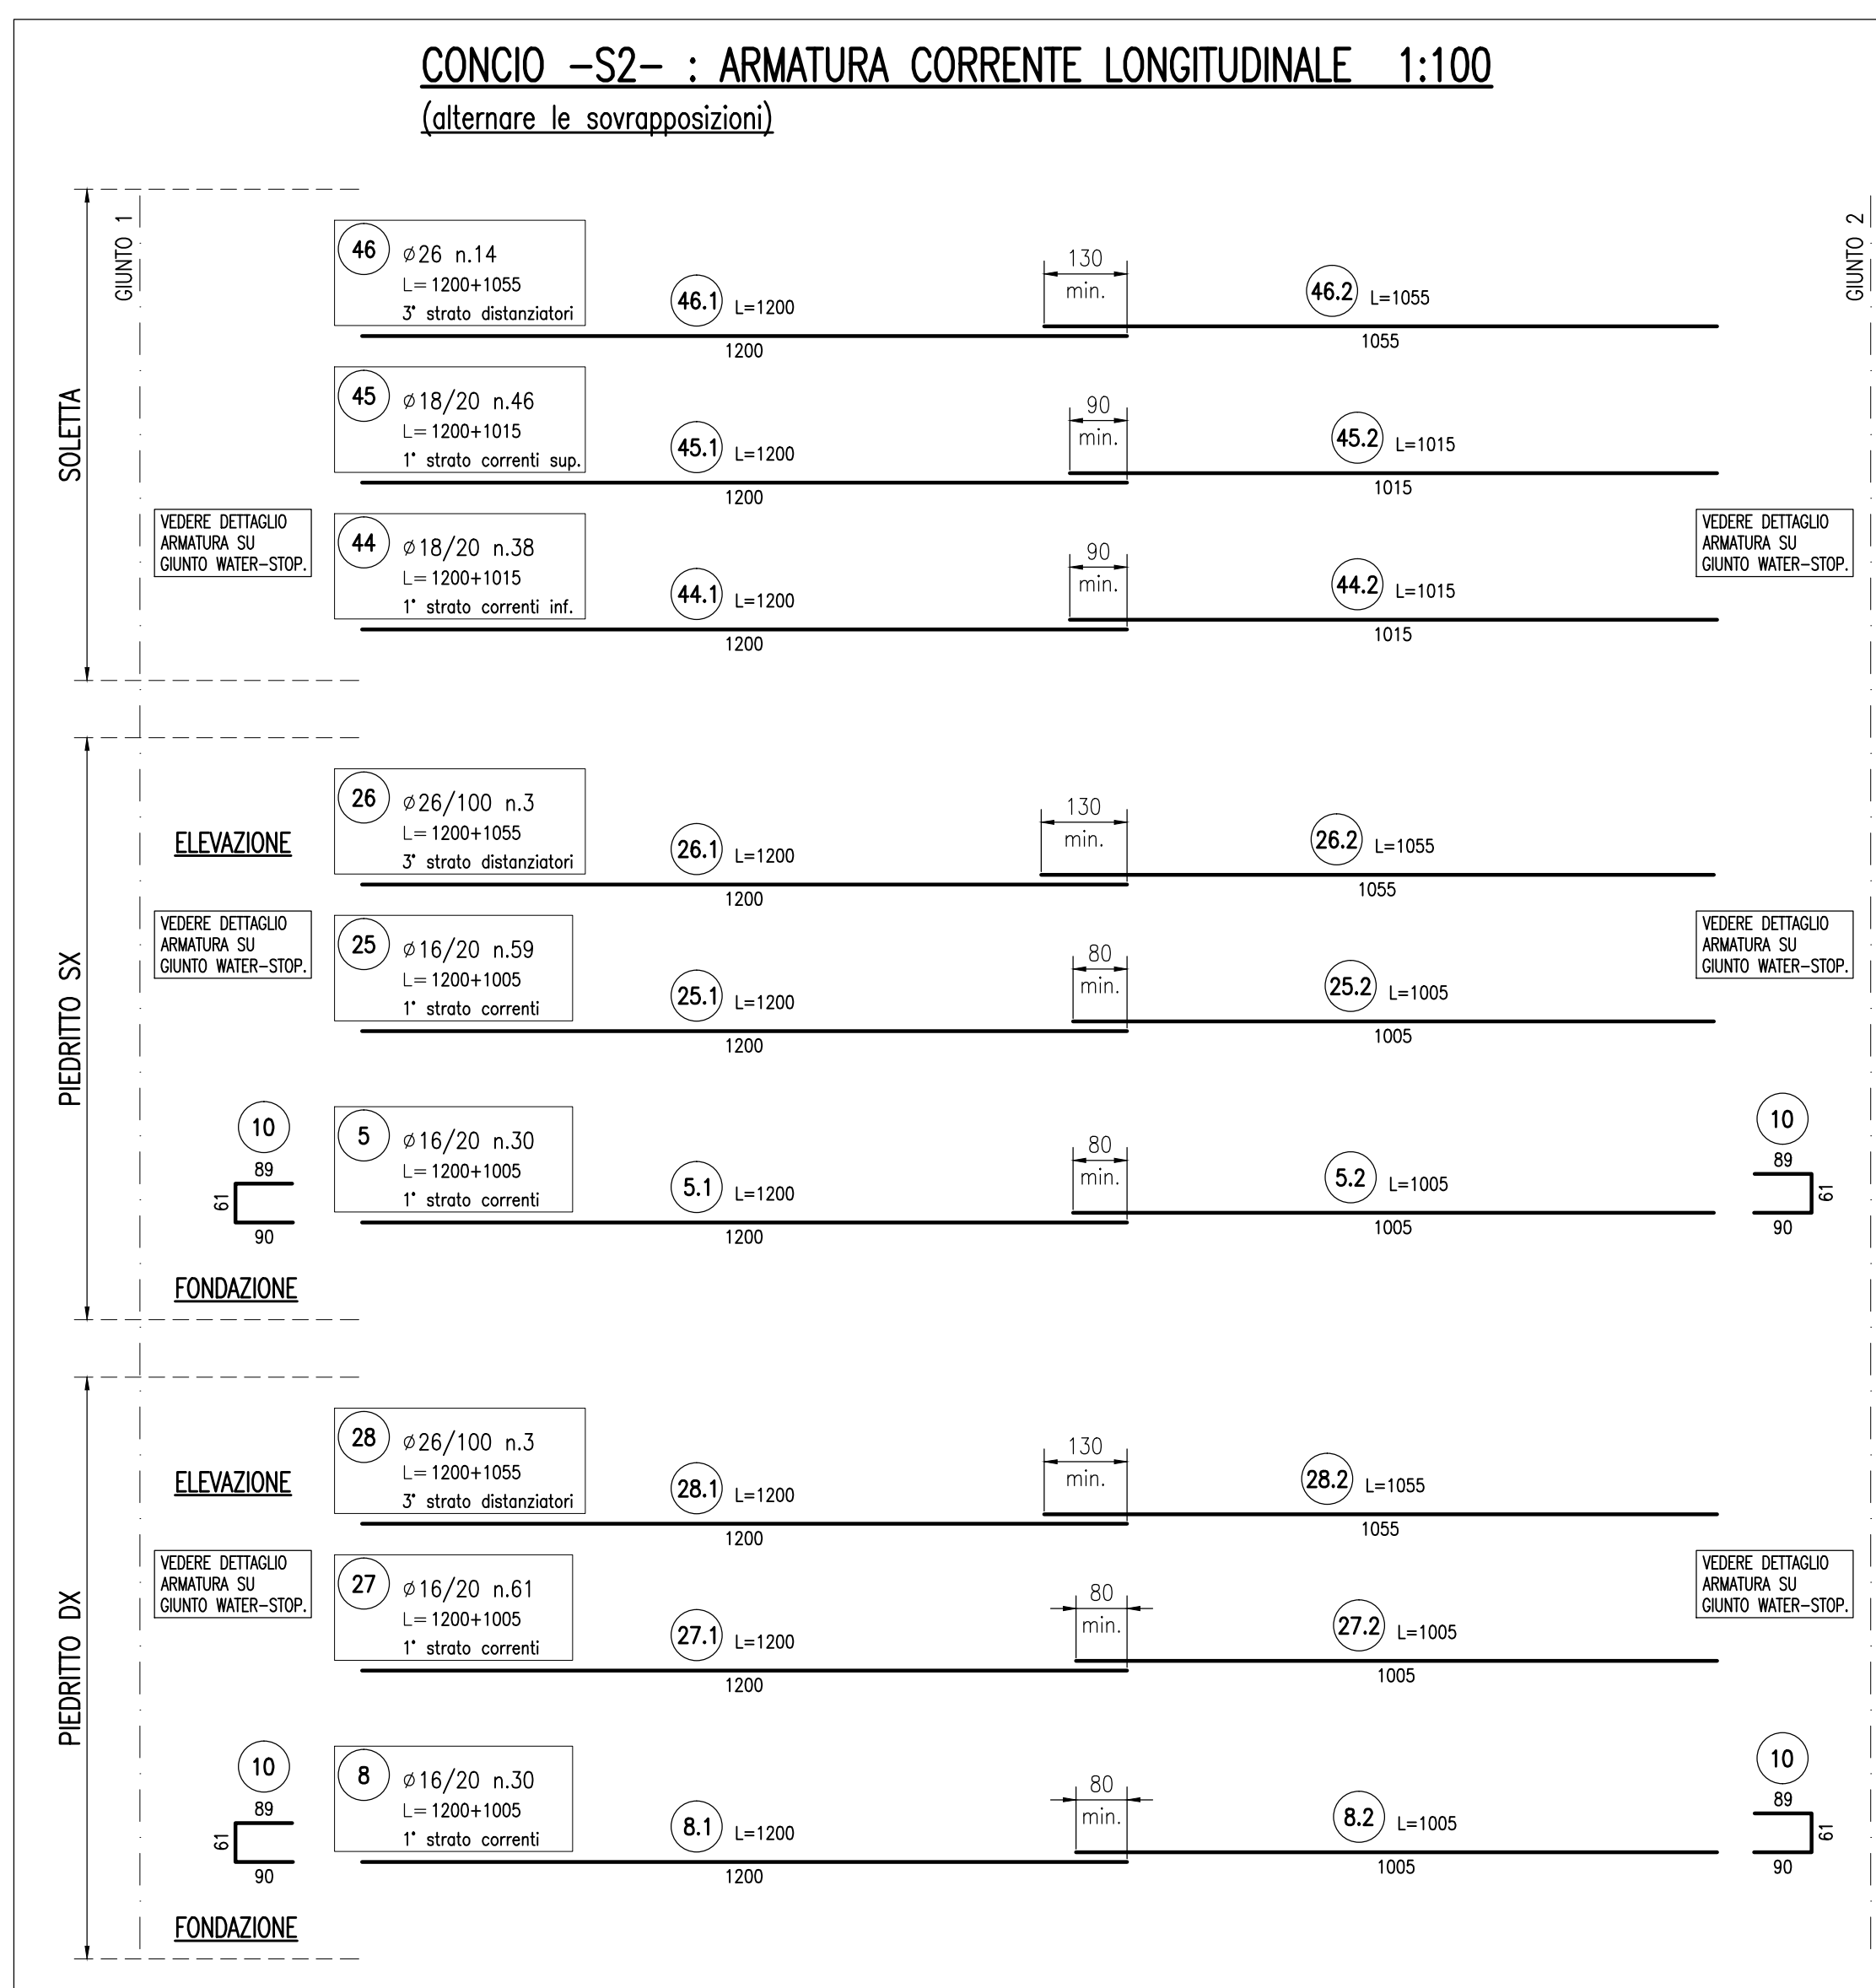 CONCIO -S2- : ARMATURA CORRENTE LONGITUDINALE 1:100
(alternare le sovrapposizioni)
GIUNTO 1
GIUNTO 2
SOLETTA
46
⌀26 n.14
L=1200+1055
3° strato distanziatori
46.1 L=1200
1200
130
min.
46.2 L=1055
1055
45
⌀18/20 n.46
L=1200+1015
1° strato correnti sup.
45.1 L=1200
1200
90
min.
45.2 L=1015
1015
VEDERE DETTAGLIO
ARMATURA SU
GIUNTO WATER-STOP.
44
⌀18/20 n.38
L=1200+1015
1° strato correnti inf.
44.1 L=1200
1200
90
min.
44.2 L=1015
1015
VEDERE DETTAGLIO
ARMATURA SU
GIUNTO WATER-STOP.
PIEDRITTO SX
ELEVAZIONE
26
⌀26/100 n.3
L=1200+1055
3° strato distanziatori
26.1 L=1200
1200
130
min.
26.2 L=1055
1055
VEDERE DETTAGLIO
ARMATURA SU
GIUNTO WATER-STOP.
25
⌀16/20 n.59
L=1200+1005
1° strato correnti
25.1 L=1200
1200
80
min.
25.2 L=1005
1005
VEDERE DETTAGLIO
ARMATURA SU
GIUNTO WATER-STOP.
10
89
61
90
5
⌀16/20 n.30
L=1200+1005
1° strato correnti
5.1 L=1200
1200
80
min.
5.2 L=1005
1005
10
89
61
90
FONDAZIONE
PIEDRITTO DX
ELEVAZIONE
28
⌀26/100 n.3
L=1200+1055
3° strato distanziatori
28.1 L=1200
1200
130
min.
28.2 L=1055
1055
VEDERE DETTAGLIO
ARMATURA SU
GIUNTO WATER-STOP.
27
⌀16/20 n.61
L=1200+1005
1° strato correnti
27.1 L=1200
1200
80
min.
27.2 L=1005
1005
VEDERE DETTAGLIO
ARMATURA SU
GIUNTO WATER-STOP.
10
89
61
90
8
⌀16/20 n.30
L=1200+1005
1° strato correnti
8.1 L=1200
1200
80
min.
8.2 L=1005
1005
10
89
61
90
FONDAZIONE